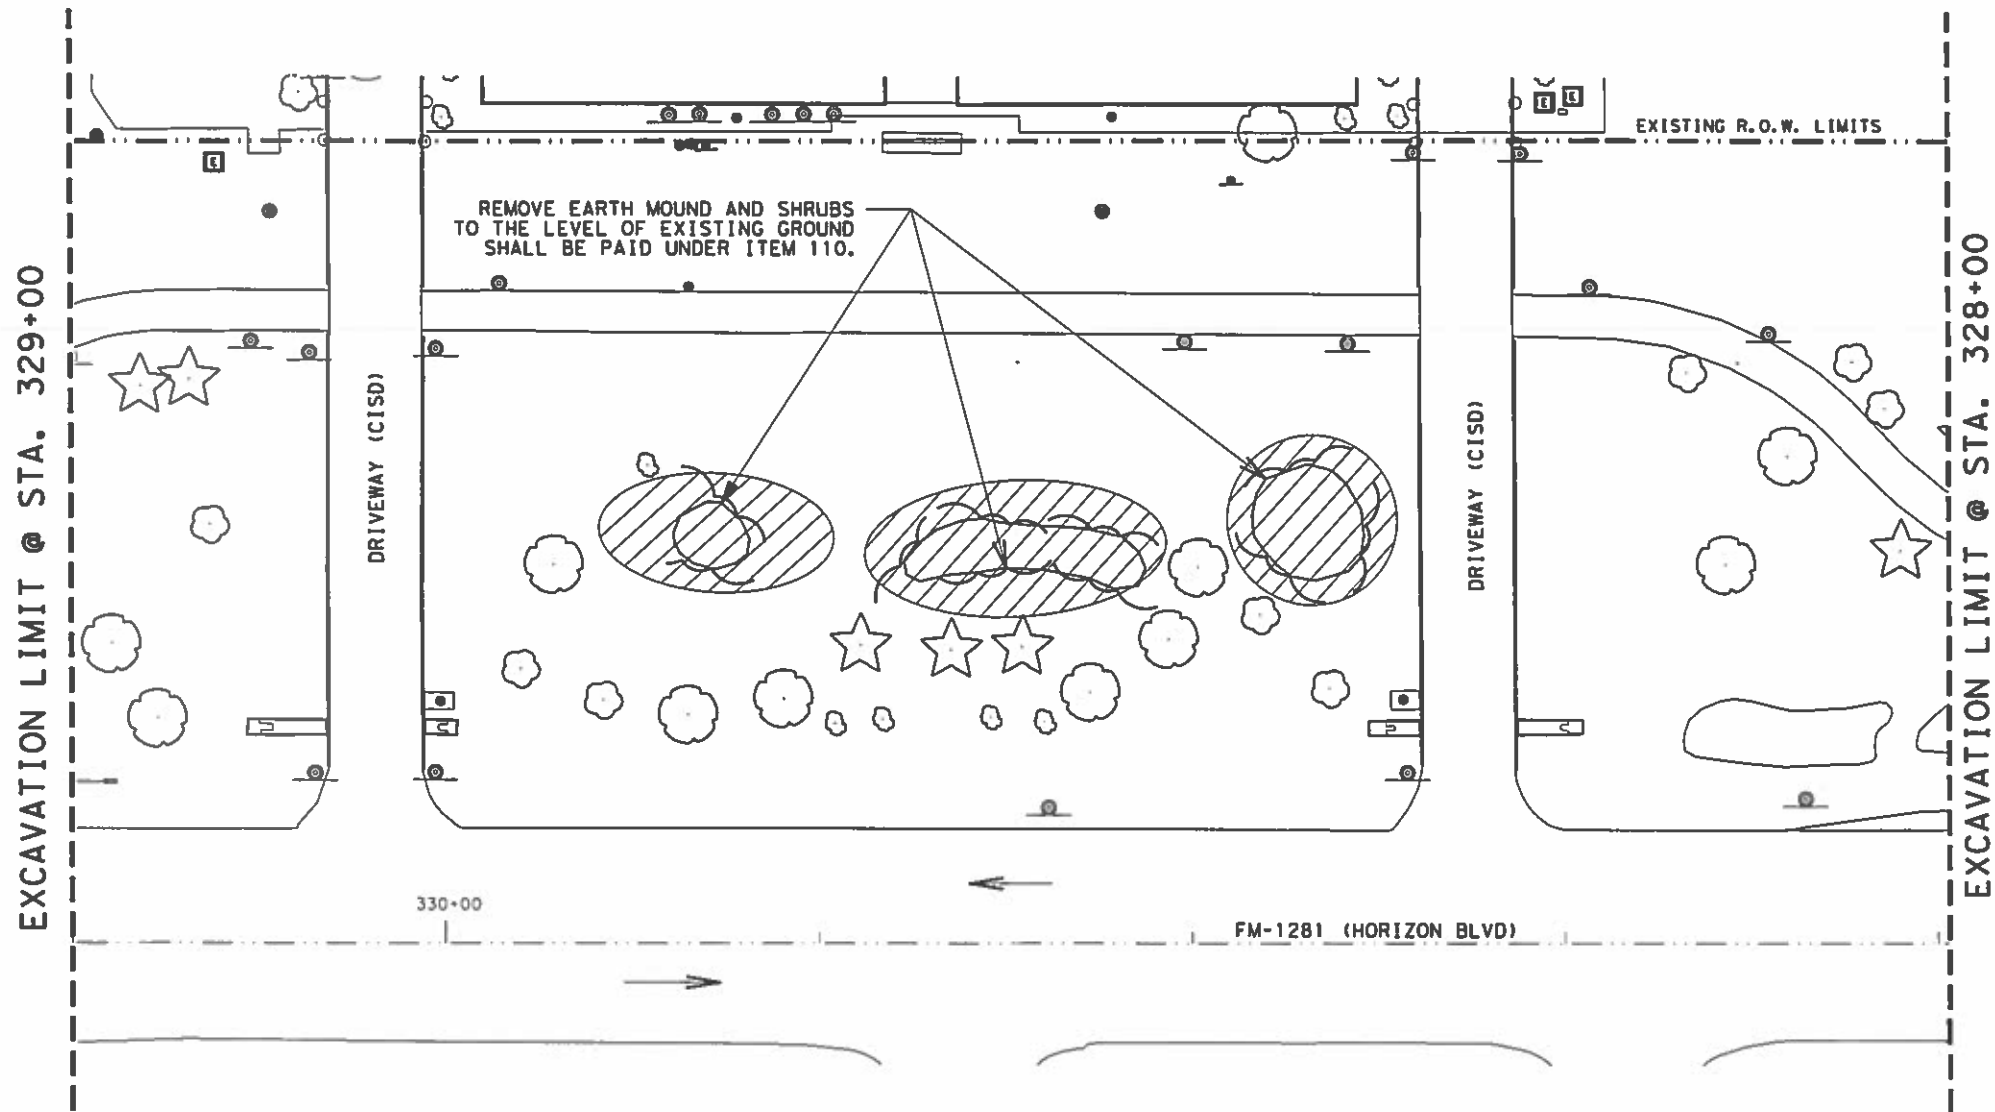 EXISTING R.O.W. LIMITS
E
E
E
REMOVE EARTH MOUND AND SHRUBS
TO THE LEVEL OF EXISTING GROUND
SHALL BE PAID UNDER ITEM 110.
EXCAVATION LIMIT @ STA. 329+00
DRIVEWAY (CISD)
DRIVEWAY (CISD)
EXCAVATION LIMIT @ STA. 328+00
330+00
FM-1281 (HORIZON BLVD)